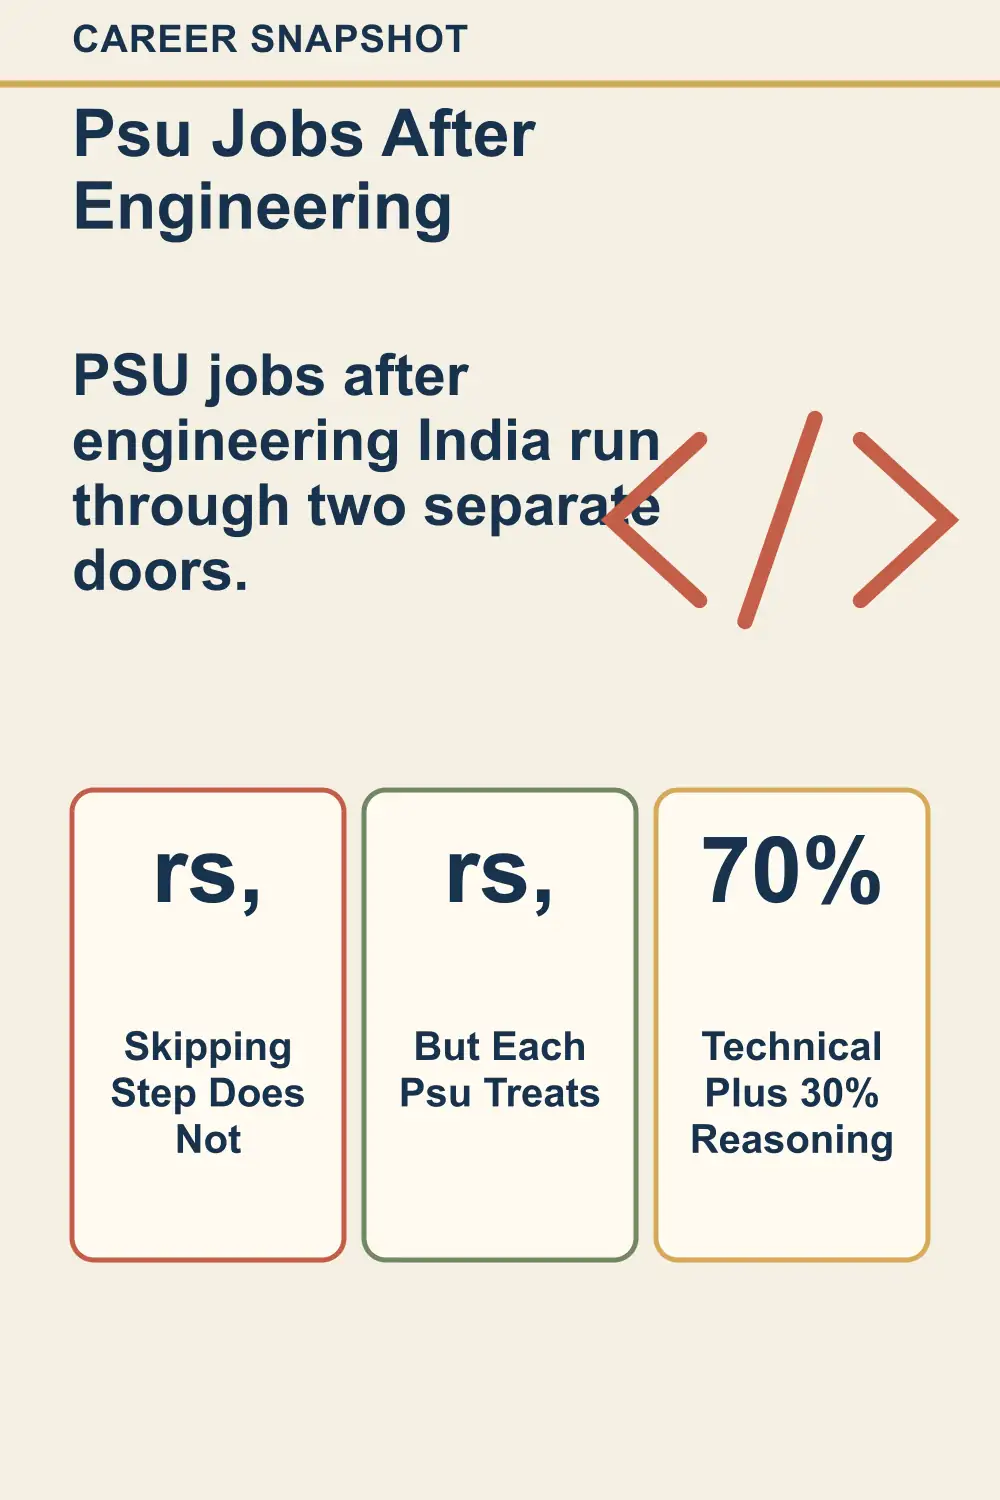 CAREER SNAPSHOT
Psu Jobs After
Engineering
PSU jobs after
engineering India run
through two separate
doors.
rs,
Skipping
Step Does
Not
rs,
But Each
Psu Treats
70%
Technical
Plus 30%
Reasoning